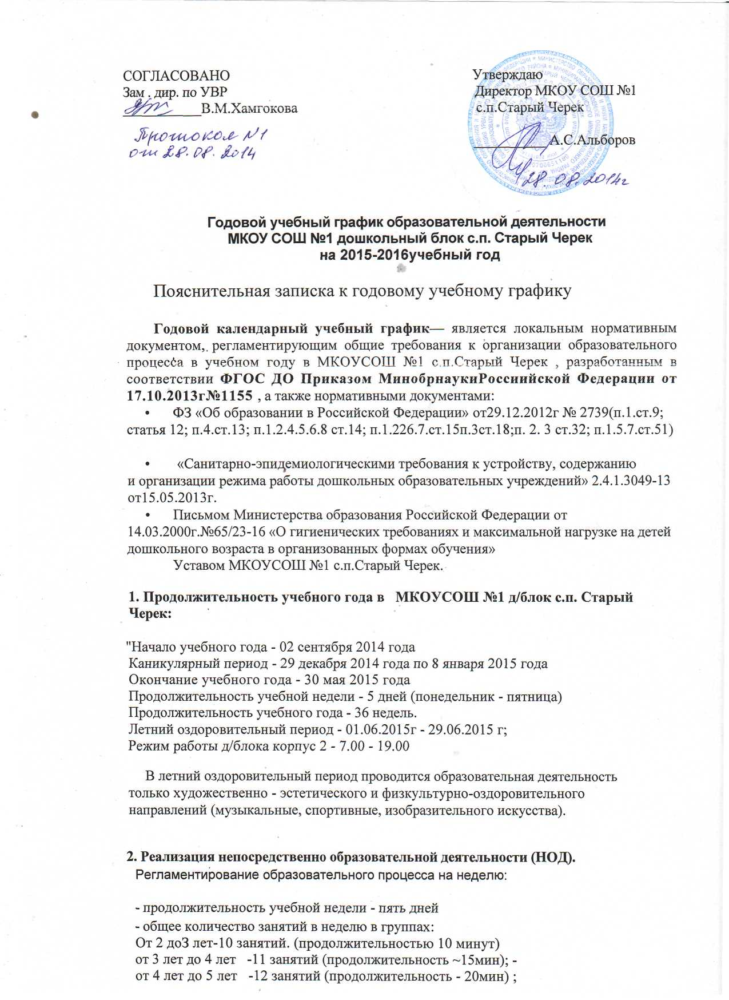 СОГЛАСОВАНО
Зам . дир. по УВР
__________В.М.Хамгокова
Протокол N1
от 28.08.2014
Утверждаю
Директор МКОУ СОШ №1
с.п.Старый Черек
__________А.С.Альборов
28.08.2014г
Годовой учебный график образовательной деятельности
МКОУ СОШ №1 дошкольный блок с.п. Старый Черек
на 2015-2016учебный год
Пояснительная записка к годовому учебному графику
Годовой календарный учебный график— является локальным нормативным
документом,. регламентирующим общие требования к организации образовательного
процесса в учебном году в МКОУСОШ №1 с.п.Старый Черек , разработанным в
соответствии ФГОС ДО Приказом МинобрнаукиРоссиийской Федерации от
17.10.2013г№1155 , а также нормативными документами:
• ФЗ «Об образовании в Российской Федерации» от29.12.2012г № 2739(п.1.ст.9;
статья 12; п.4.ст.13; п.1.2.4.5.6.8 ст.14; п.1.226.7.ст.15п.3ст.18;п. 2. 3 ст.32; п.1.5.7.ст.51)
• «Санитарно-эпидемиологическими требования к устройству, содержанию
и организации режима работы дошкольных образовательных учреждений» 2.4.1.3049-13
от15.05.2013г.
• Письмом Министерства образования Российской Федерации от
14.03.2000г.№65/23-16 «О гигиенических требованиях и максимальной нагрузке на детей
дошкольного возраста в организованных формах обучения»
Уставом МКОУСОШ №1 с.п.Старый Черек.
1. Продолжительность учебного года в МКОУСОШ №1 д/блок с.п. Старый
Черек:
"Начало учебного года - 02 сентября 2014 года
Каникулярный период - 29 декабря 2014 года по 8 января 2015 года
Окончание учебного года - 30 мая 2015 года
Продолжительность учебной недели - 5 дней (понедельник - пятница)
Продолжительность учебного года - 36 недель.
Летний оздоровительный период - 01.06.2015г - 29.06.2015 г;
Режим работы д/блока корпус 2 - 7.00 - 19.00
В летний оздоровительный период проводится образовательная деятельность
только художественно - эстетического и физкультурно-оздоровительного
направлений (музыкальные, спортивные, изобразительного искусства).
2. Реализация непосредственно образовательной деятельности (НОД).
Регламентирование образовательного процесса на неделю:
- продолжительность учебной недели - пять дней
- общее количество занятий в неделю в группах:
От 2 до3 лет-10 занятий. (продолжительностью 10 минут)
от 3 лет до 4 лет -11 занятий (продолжительность ~15мин); -
от 4 лет до 5 лет -12 занятий (продолжительность - 20мин) ;